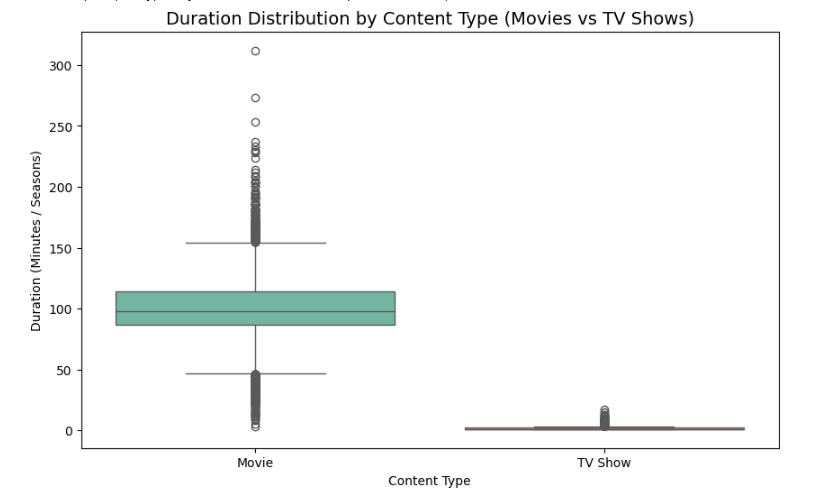 Duration Distribution by Content Type (Movies vs TV Shows)
Duration (Minutes / Seasons)
300
250
200
150
100
50
0
Movie
TV Show
Content Type